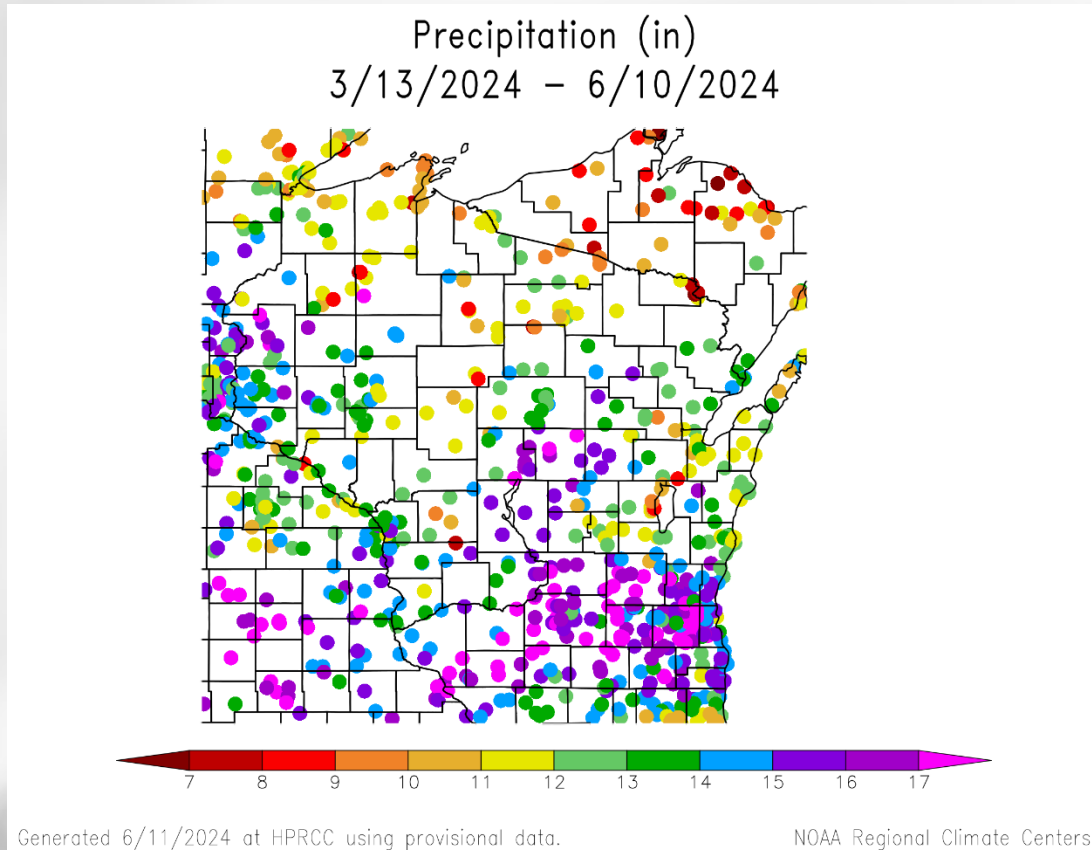 Precipitation (in)
3/13/2024 – 6/10/2024
7 8 9 10 11 12 13 14 15 16 17
Generated 6/11/2024 at HPRCC using provisional data.
NOAA Regional Climate Centers